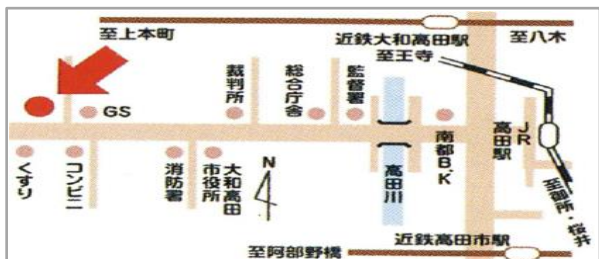 至上本町
近鉄大和高田駅
至八木
至王寺
裁判所
総合庁舎
監督署
GS
南都B.K
JR
高田駅
くすり
コンビニ
消防署
大和高田
市役所
N
高田川
至御所・桜井
至阿部野橋
近鉄高田市駅